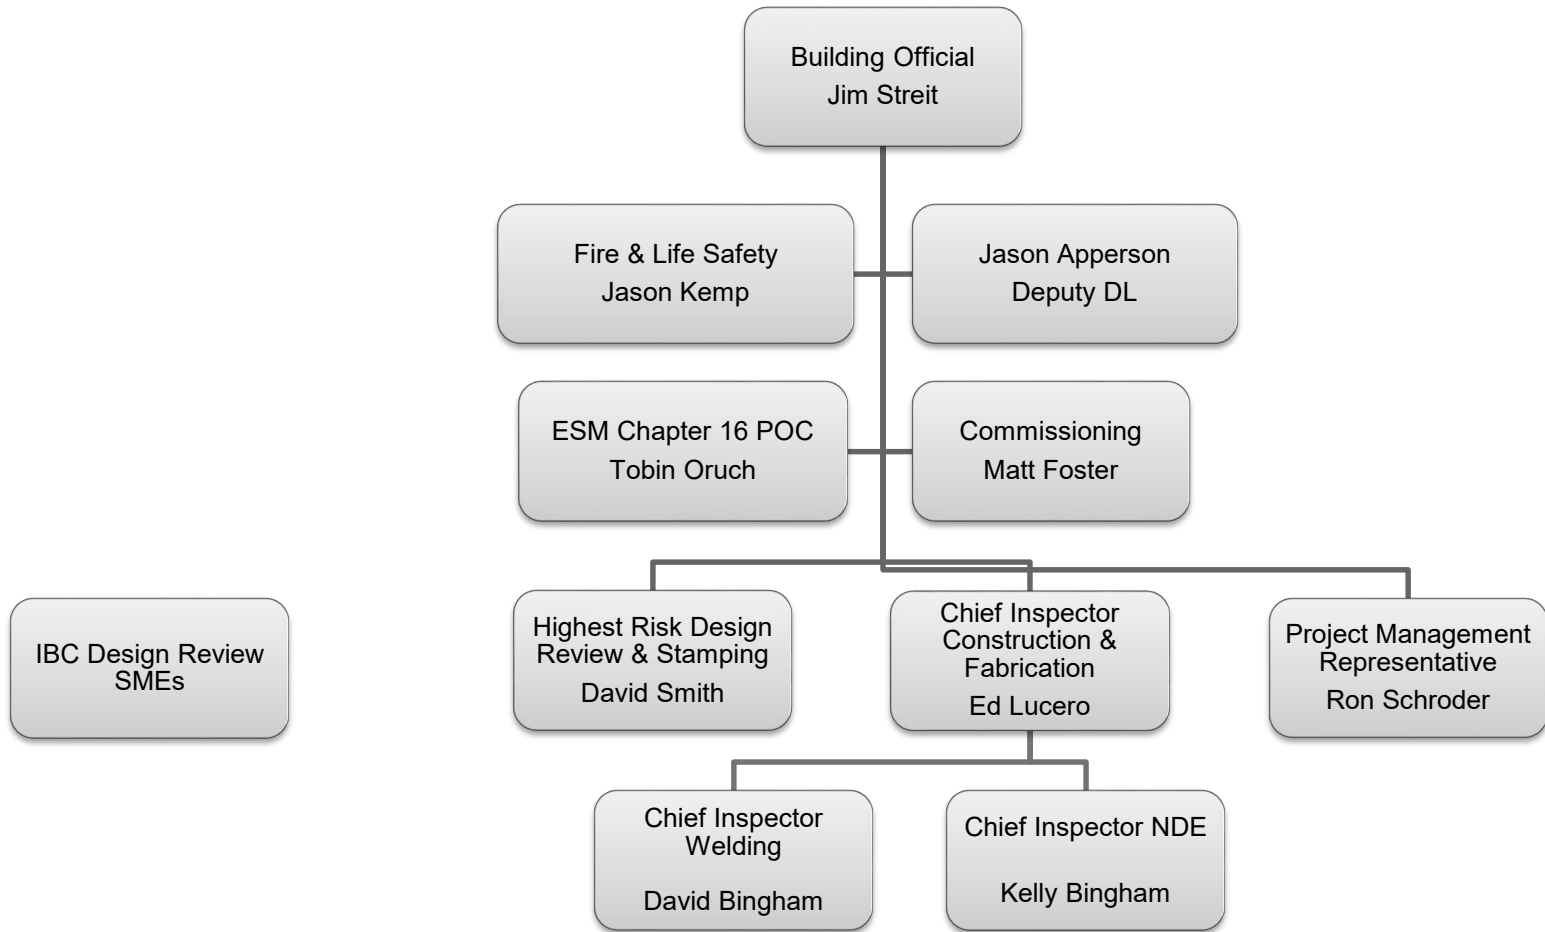 Building Official
Jim Streit
Fire & Life Safety
Jason Kemp
Jason Apperson
Deputy DL
ESM Chapter 16 POC
Tobin Oruch
Commissioning
Matt Foster
IBC Design Review
SMEs
Highest Risk Design
Review & Stamping
David Smith
Chief Inspector
Construction &
Fabrication
Ed Lucero
Project Management
Representative
Ron Schroder
Chief Inspector
Welding
David Bingham
Chief Inspector NDE
Kelly Bingham